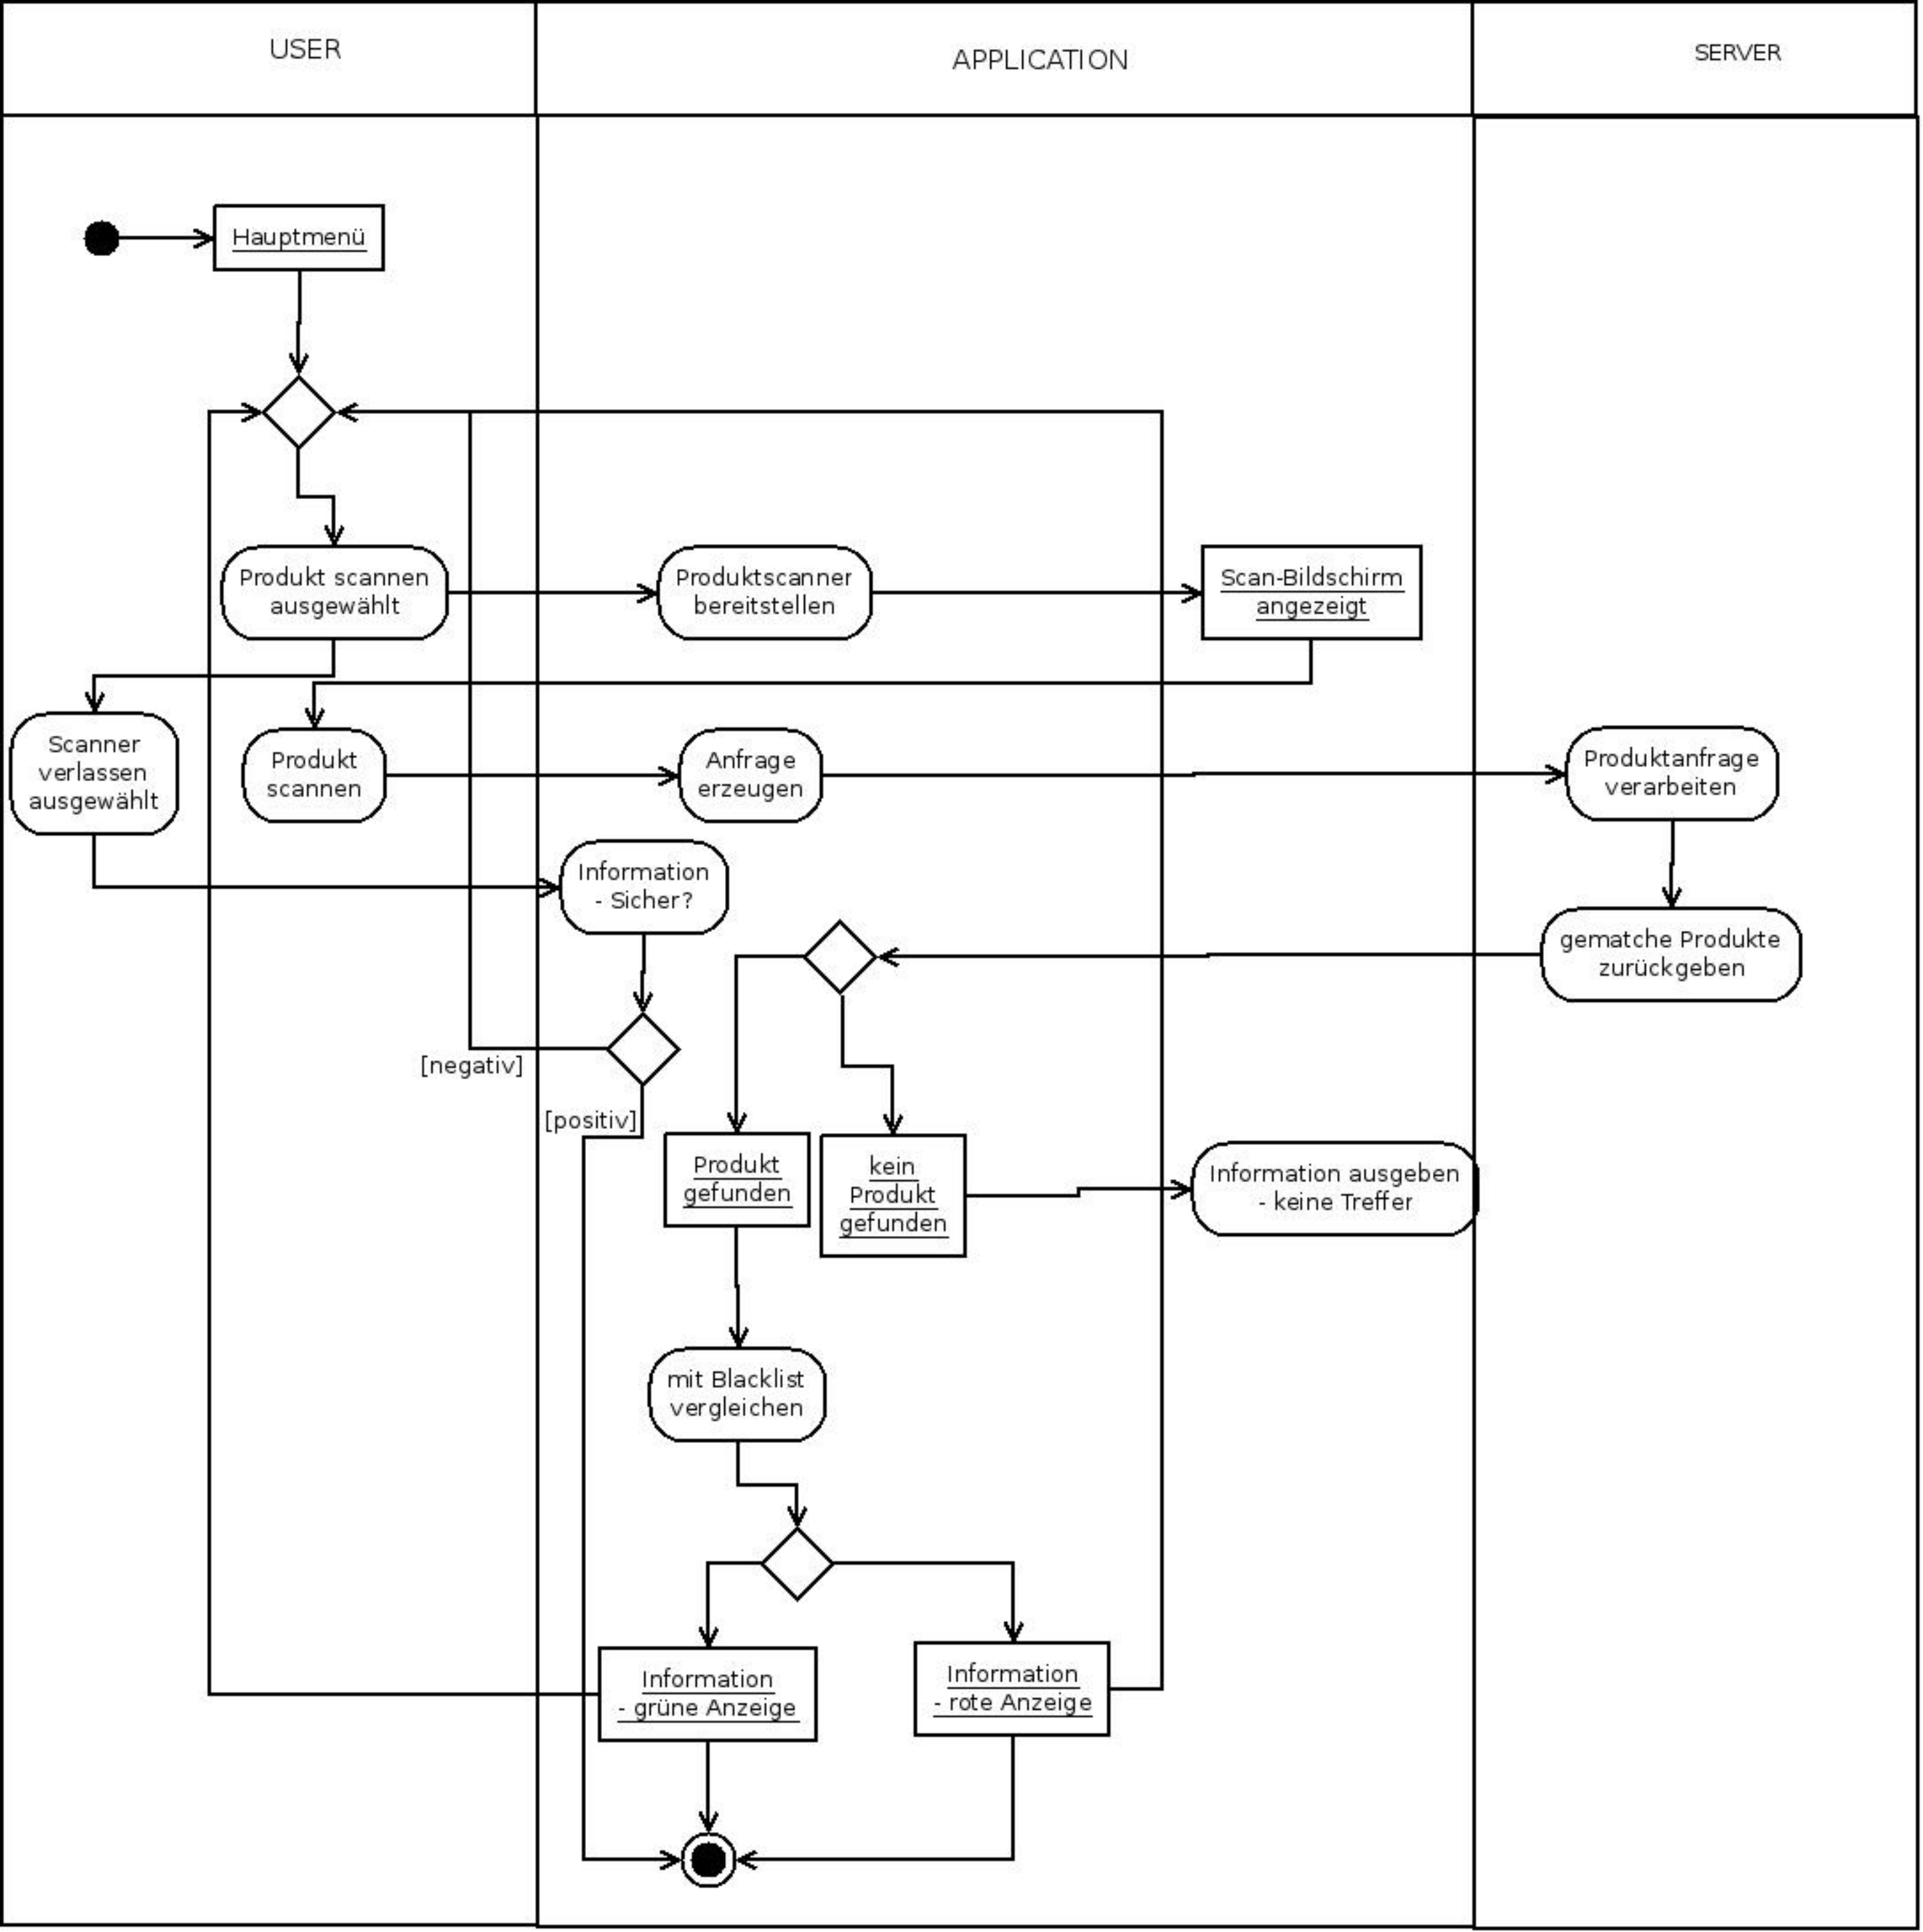 USER
APPLICATION
SERVER
Hauptmenü
Produkt scannen
ausgewählt
Produktscanner
bereitstellen
Scan-Bildschirm
angezeigt
Scanner
verlassen
ausgewählt
Produkt
scannen
Anfrage
erzeugen
Produktanfrage
verarbeiten
Information
- Sicher?
gematche Produkte
zurückgeben
[negativ]
[positiv]
Produkt
gefunden
kein
Produkt
gefunden
Information ausgeben
- keine Treffer
mit Blacklist
vergleichen
Information
- grüne Anzeige
Information
- rote Anzeige